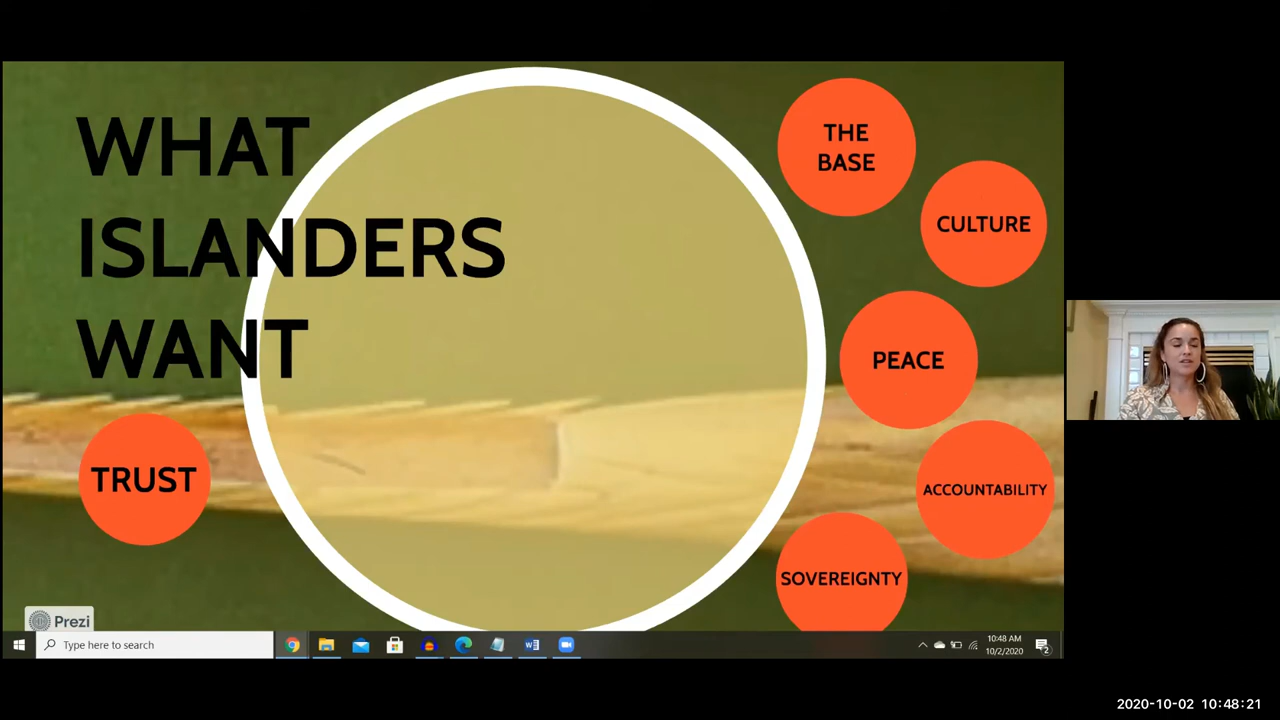 WHAT
ISLANDERS
WANT
TRUST
THE
BASE
CULTURE
PEACE
ACCOUNTABILITY
SOVEREIGNTY
Prezi
Type here to search
10:48 AM
10/2/2020
2
2020-10-02 10:48:21